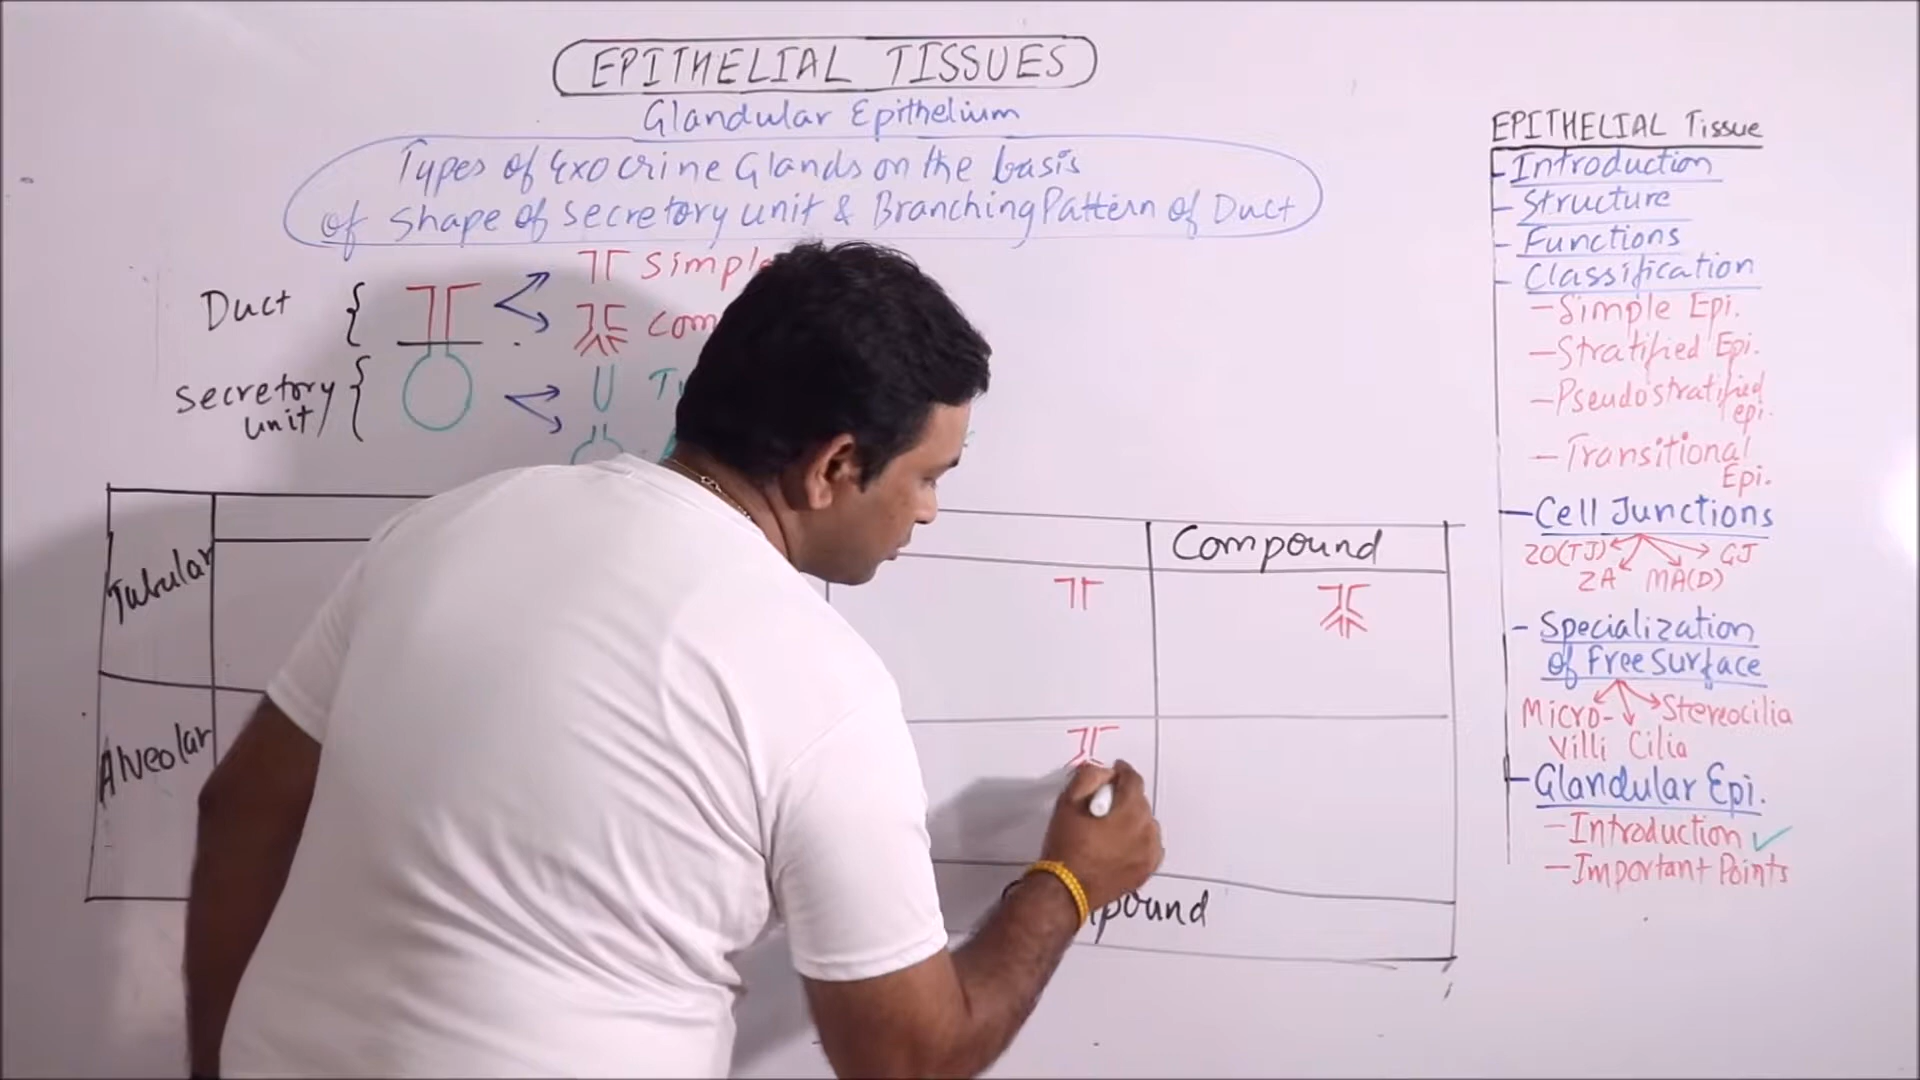 EPITHELIAL TISSUES
Glandular Epithelium
Types of Exocrine Glands on the basis
of Shape of Secretory unit & Branching Pattern of Duct
Duct
Simple
Secretory
unit
Tubular
Alveolar
Compound
EPITHELIAL Tissue
- Introduction
- Structure
- Functions
- Classification
- Simple Epi.
- Stratified Epi.
- Pseudostratified
epi.
- Transitional
Epi.
- Cell Junctions
ZO(TJ) GJ
ZA MA(D)
- Specialization
of Free Surface
Micro- Stereocilia
Villi Cilia
- Glandular Epi.
- Introduction ✓
- Important Points